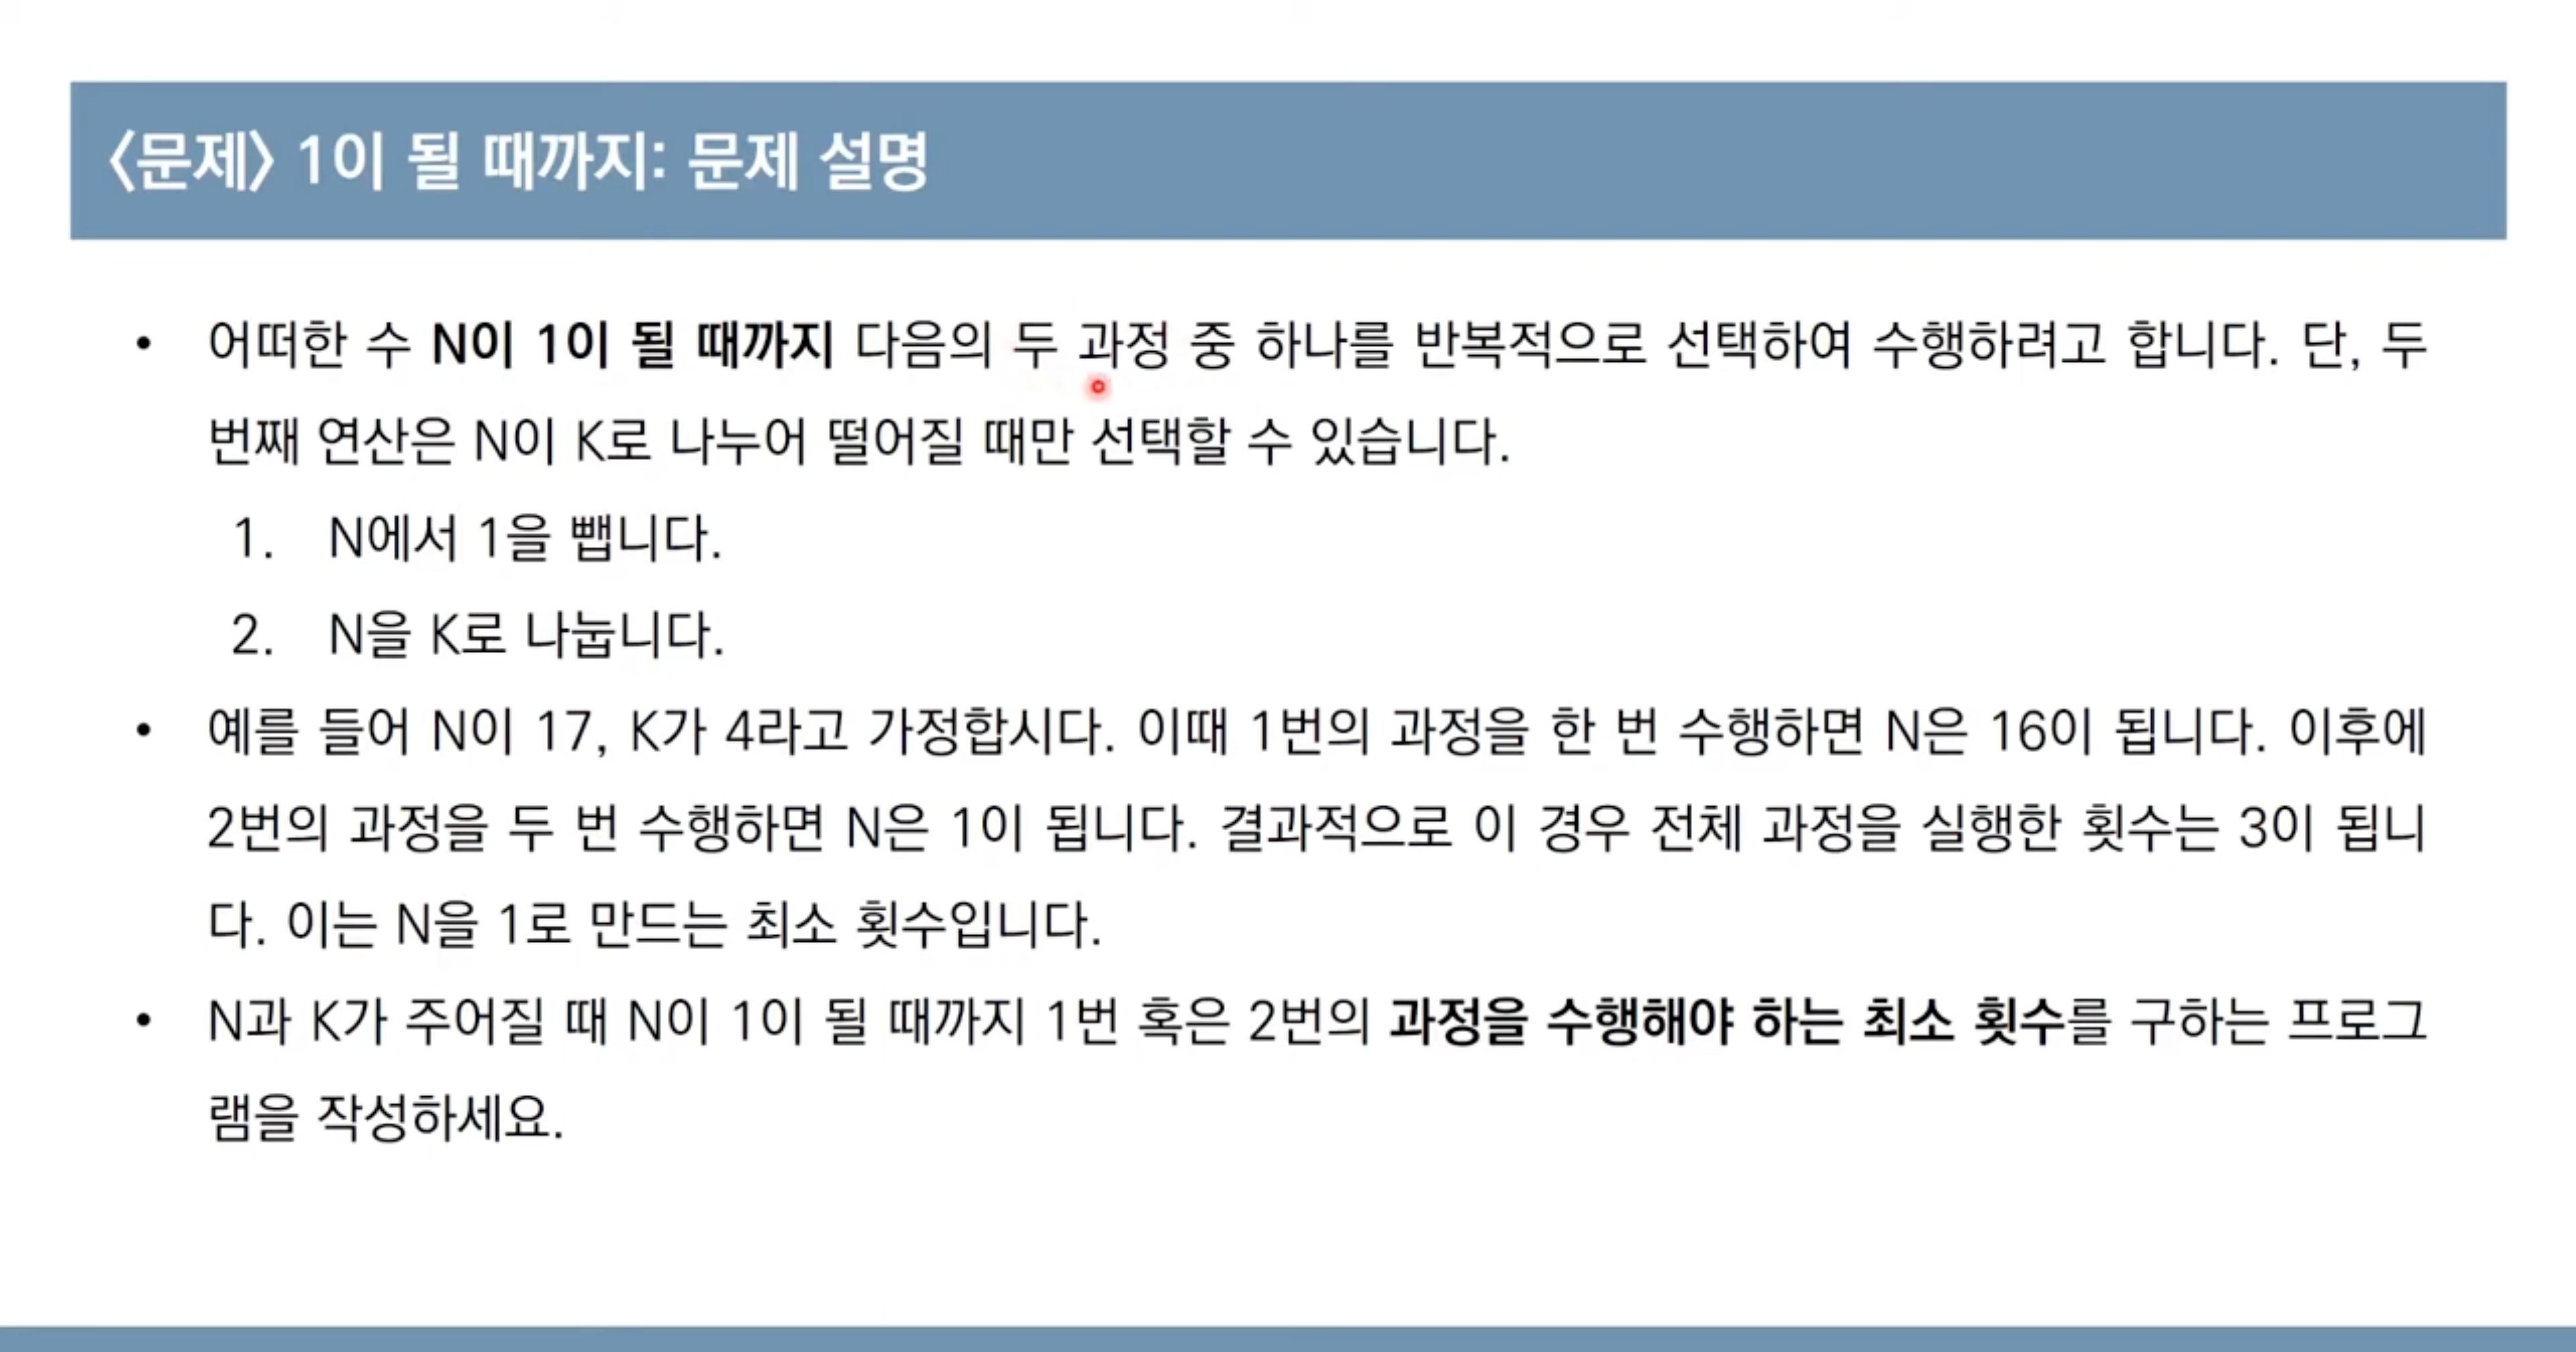 <문제> 1이 될 때까지: 문제 설명
• 어떠한 수 N이 1이 될 때까지 다음의 두 과정 중 하나를 반복적으로 선택하여 수행하려고 합니다. 단, 두
번째 연산은 N이 K로 나누어 떨어질 때만 선택할 수 있습니다.
1. N에서 1을 뺍니다.
2. N을 K로 나눕니다.
• 예를 들어 N이 17, K가 4라고 가정합시다. 이때 1번의 과정을 한 번 수행하면 N은 16이 됩니다. 이후에
2번의 과정을 두 번 수행하면 N은 1이 됩니다. 결과적으로 이 경우 전체 과정을 실행한 횟수는 3이 됩니
다. 이는 N을 1로 만드는 최소 횟수입니다.
• N과 K가 주어질 때 N이 1이 될 때까지 1번 혹은 2번의 과정을 수행해야 하는 최소 횟수를 구하는 프로그
램을 작성하세요.